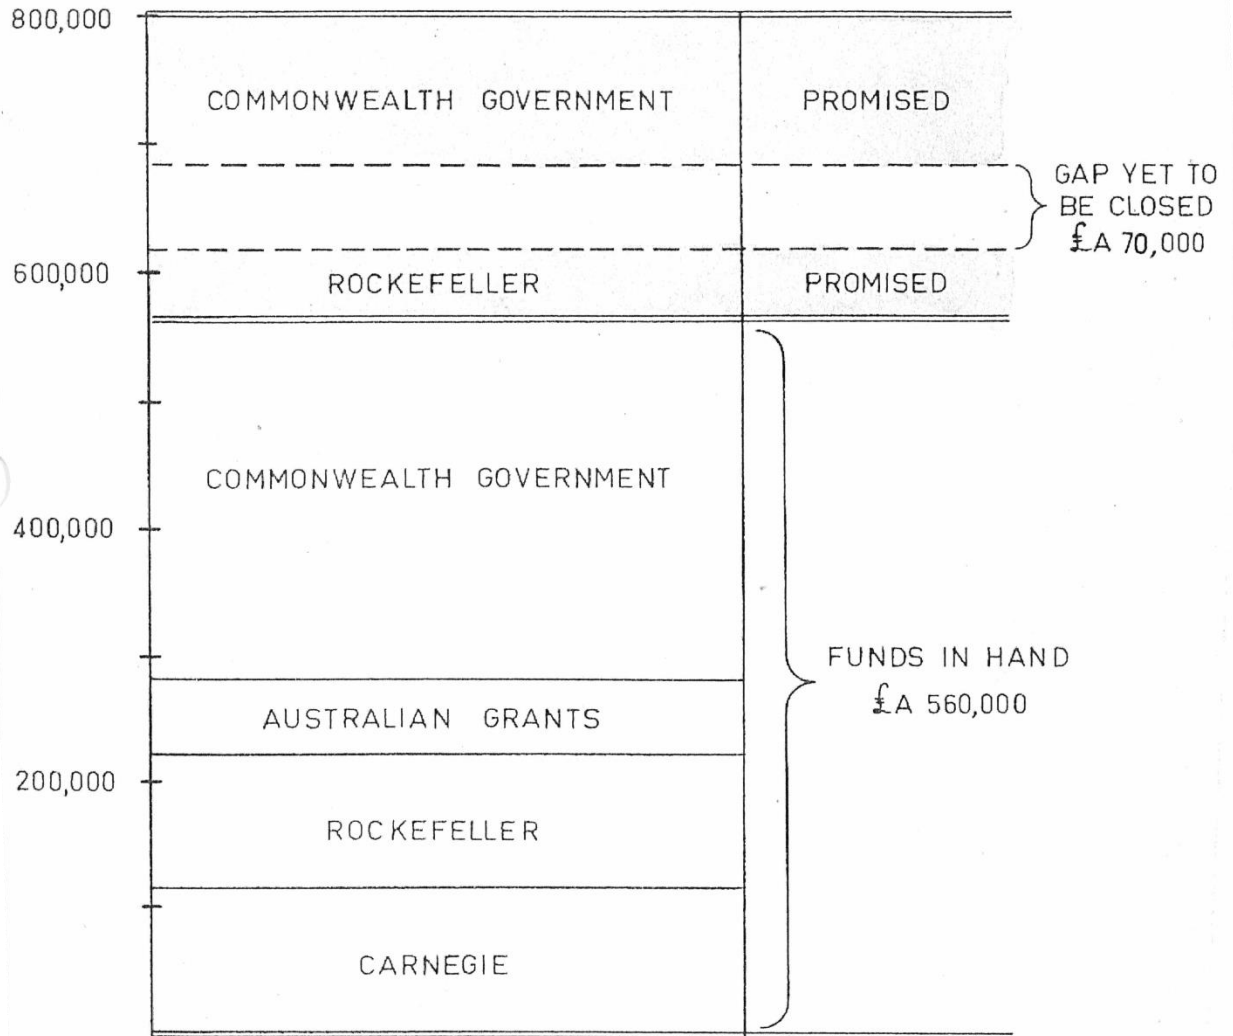 800,000
COMMONWEALTH GOVERNMENT
PROMISED
GAP YET TO
BE CLOSED
£A 70,000
600,000
ROCKEFELLER
PROMISED
COMMONWEALTH GOVERNMENT
400,000
FUNDS IN HAND
£A 560,000
AUSTRALIAN GRANTS
200,000
ROCKEFELLER
CARNEGIE